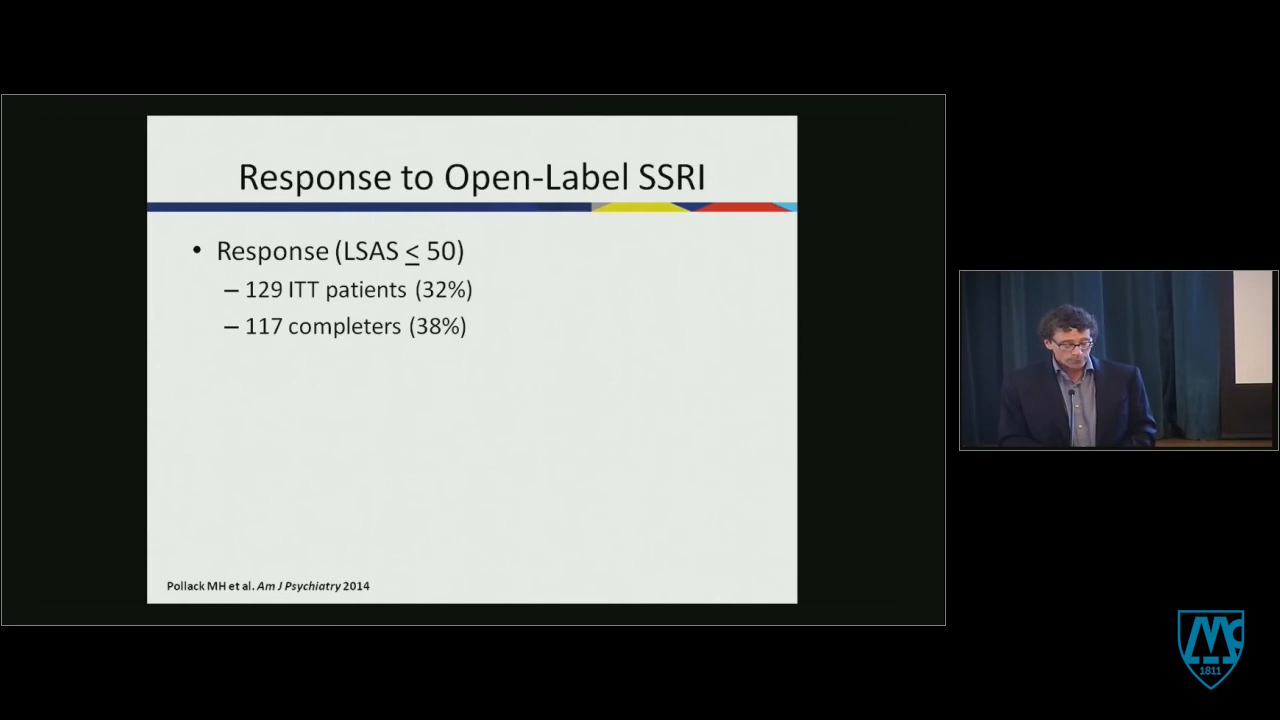 Response to Open-Label SSRI
• Response (LSAS ≤ 50)
– 129 ITT patients (32%)
– 117 completers (38%)
Pollack MH et al. Am J Psychiatry 2014
Mc
1811